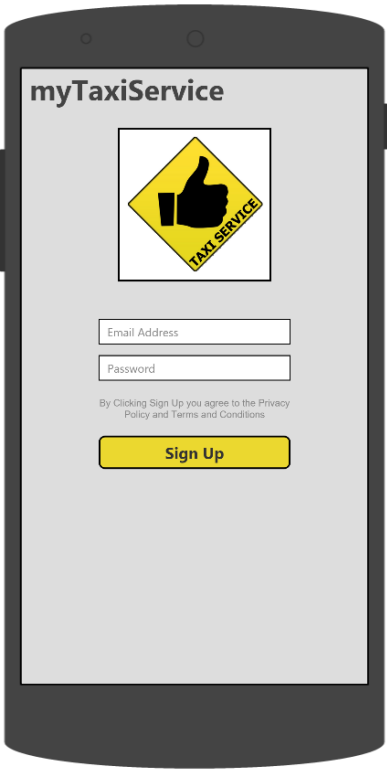 myTaxiService
TAXI SERVICE
Email Address
Password
By Clicking Sign Up you agree to the Privacy
Policy and Terms and Conditions
Sign Up